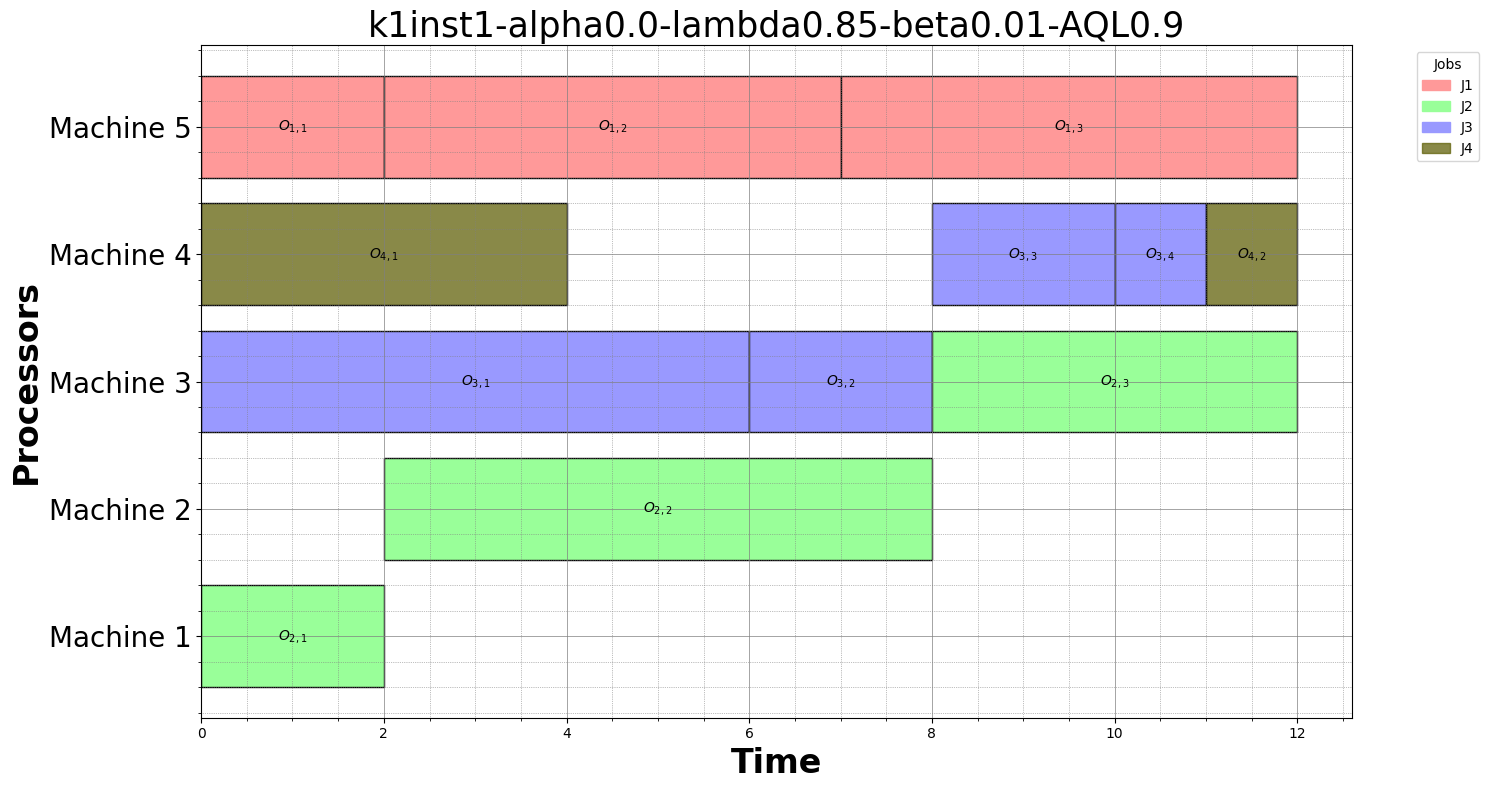 k1inst1-alpha0.0-lambda0.85-beta0.01-AQL0.9
Jobs
J1
J2
J3
J4
Processors
Machine 5
O1,1
O1,2
O1,3
Machine 4
O4,1
O3,3
O3,4
O4,2
Machine 3
O3,1
O3,2
O2,3
Machine 2
O2,2
Machine 1
O2,1
0 2 4 6 8 10 12
Time